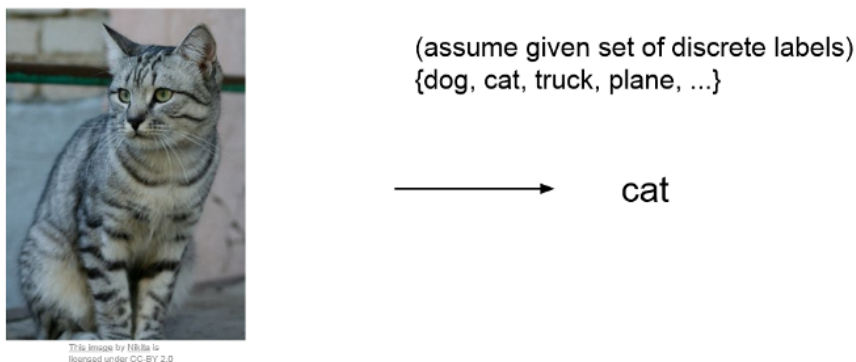 (assume given set of discrete labels)
{dog, cat, truck, plane, ...}
cat
This image by Nikita is
licensed under CC-BY 2.0